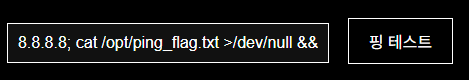 8.8.8.8; cat /opt/ping_flag.txt >/dev/null &&
핑 테스트